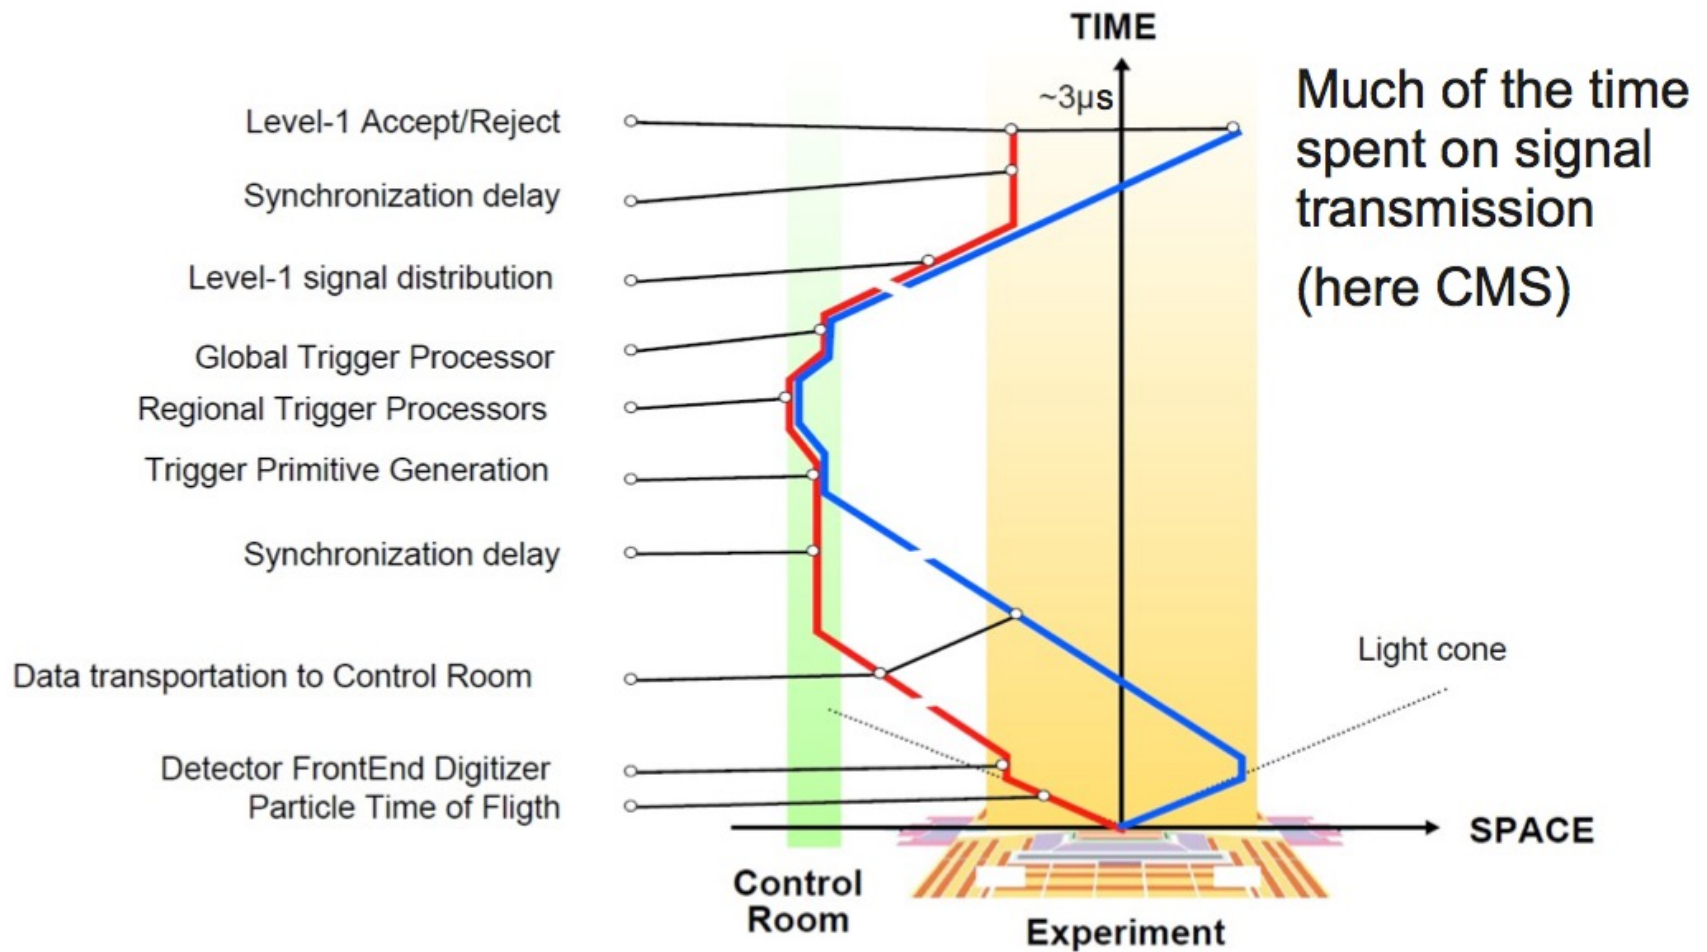 TIME
~3μs
Much of the time
spent on signal
transmission
(here CMS)
Level-1 Accept/Reject
Synchronization delay
Level-1 signal distribution
Global Trigger Processor
Regional Trigger Processors
Trigger Primitive Generation
Synchronization delay
Data transportation to Control Room
Light cone
Detector FrontEnd Digitizer
Particle Time of Fligth
SPACE
Control
Room
Experiment